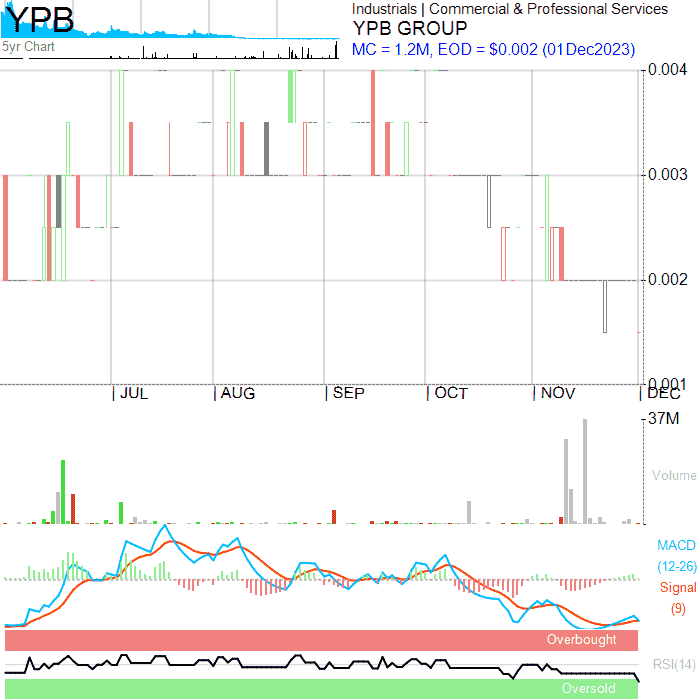 YPB
5yr Chart
Industrials | Commercial & Professional Services
YPB GROUP
MC = 1.2M, EOD = $0.002 (01Dec2023)
0.004
0.003
0.002
0.001
JUL AUG SEP OCT NOV DEC
37M
Volume
MACD
(12-26)
Signal
(9)
Overbought
RSI(14)
Oversold